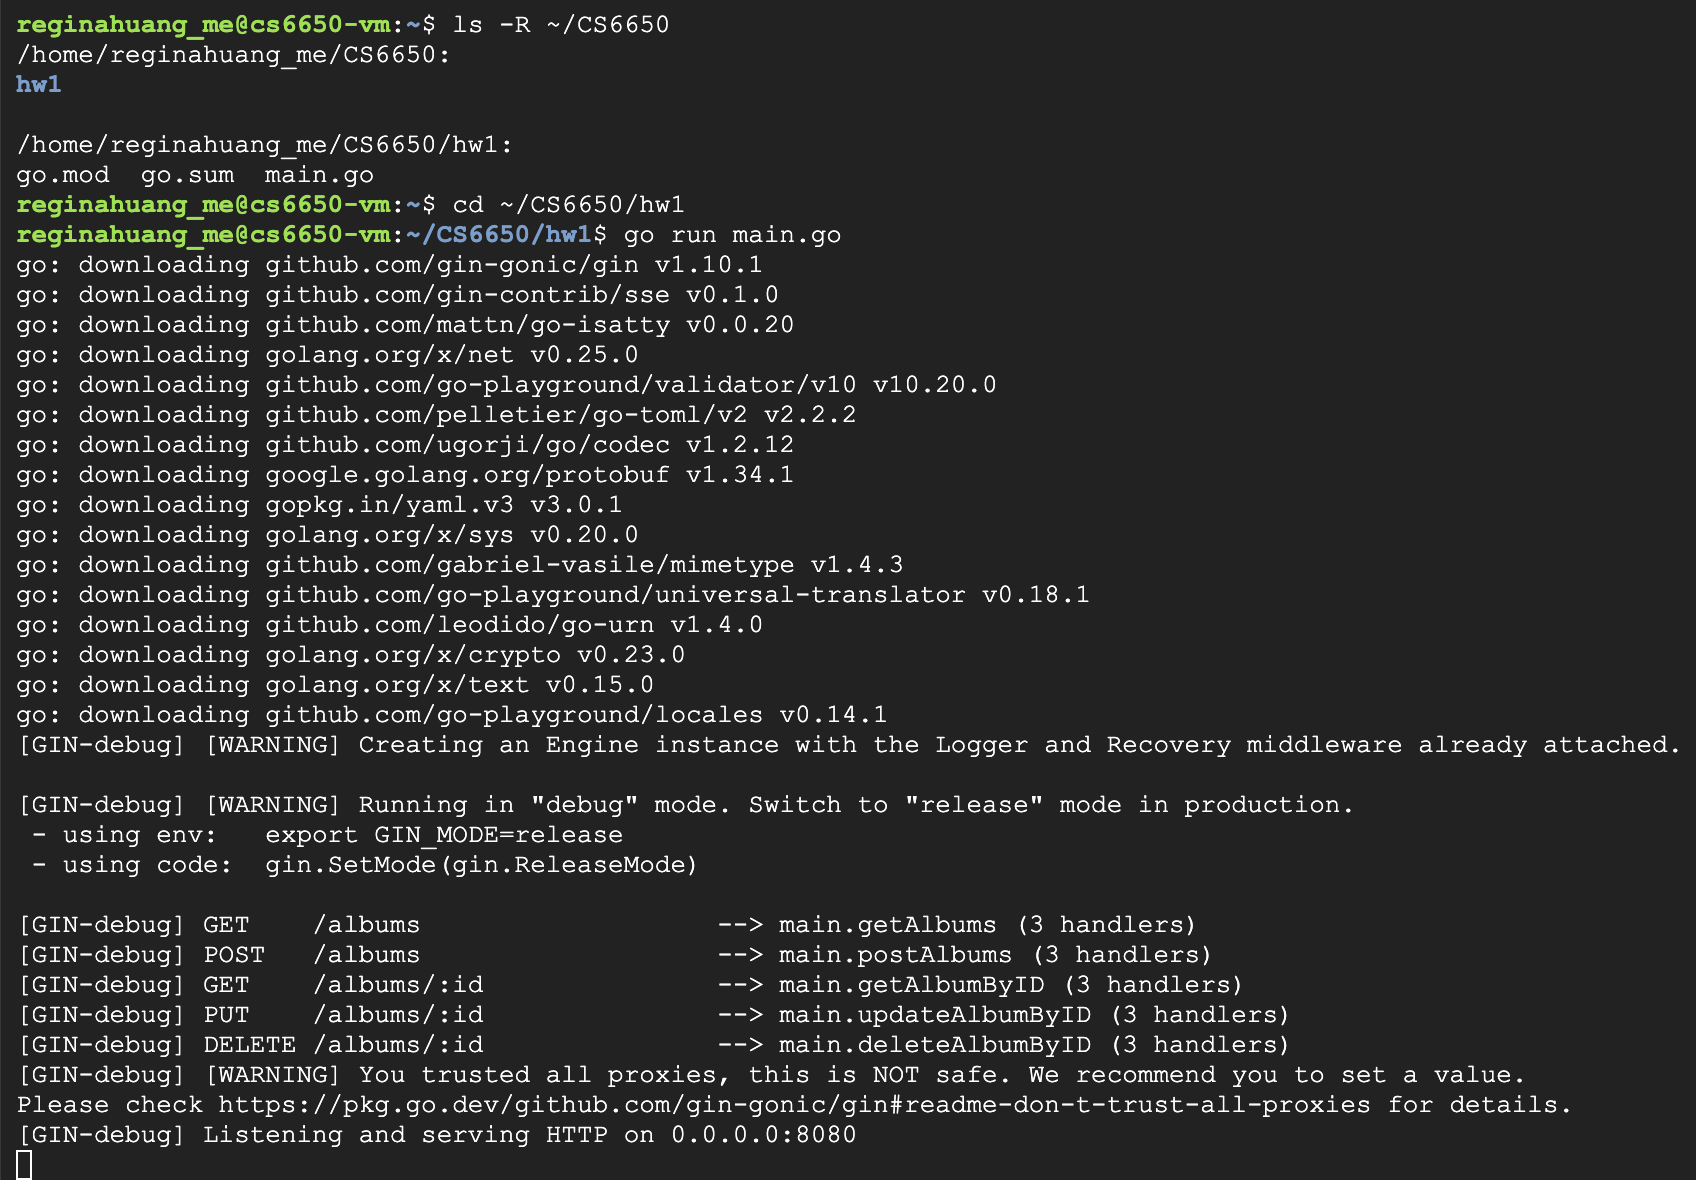 reginahuang_me@cs6650-vm:~$ ls -R ~/CS6650
/home/reginahuang_me/CS6650:
hw1

/home/reginahuang_me/CS6650/hw1:
go.mod  go.sum  main.go
reginahuang_me@cs6650-vm:~$ cd ~/CS6650/hw1
reginahuang_me@cs6650-vm:~/CS6650/hw1$ go run main.go
go: downloading github.com/gin-gonic/gin v1.10.1
go: downloading github.com/gin-contrib/sse v0.1.0
go: downloading github.com/mattn/go-isatty v0.0.20
go: downloading golang.org/x/net v0.25.0
go: downloading github.com/go-playground/validator/v10 v10.20.0
go: downloading github.com/pelletier/go-toml/v2 v2.2.2
go: downloading github.com/ugorji/go/codec v1.2.12
go: downloading google.golang.org/protobuf v1.34.1
go: downloading gopkg.in/yaml.v3 v3.0.1
go: downloading golang.org/x/sys v0.20.0
go: downloading github.com/gabriel-vasile/mimetype v1.4.3
go: downloading github.com/go-playground/universal-translator v0.18.1
go: downloading github.com/leodido/go-urn v1.4.0
go: downloading golang.org/x/crypto v0.23.0
go: downloading golang.org/x/text v0.15.0
go: downloading github.com/go-playground/locales v0.14.1
[GIN-debug] [WARNING] Creating an Engine instance with the Logger and Recovery middleware already attached.

[GIN-debug] [WARNING] Running in "debug" mode. Switch to "release" mode in production.
 - using env:   export GIN_MODE=release
 - using code:  gin.SetMode(gin.ReleaseMode)

[GIN-debug] GET    /albums                   --> main.getAlbums (3 handlers)
[GIN-debug] POST   /albums                   --> main.postAlbums (3 handlers)
[GIN-debug] GET    /albums/:id               --> main.getAlbumByID (3 handlers)
[GIN-debug] PUT    /albums/:id               --> main.updateAlbumByID (3 handlers)
[GIN-debug] DELETE /albums/:id               --> main.deleteAlbumByID (3 handlers)
[GIN-debug] [WARNING] You trusted all proxies, this is NOT safe. We recommend you to set a value.
Please check https://pkg.go.dev/github.com/gin-gonic/gin#readme-don-t-trust-all-proxies for details.
[GIN-debug] Listening and serving HTTP on 0.0.0.0:8080